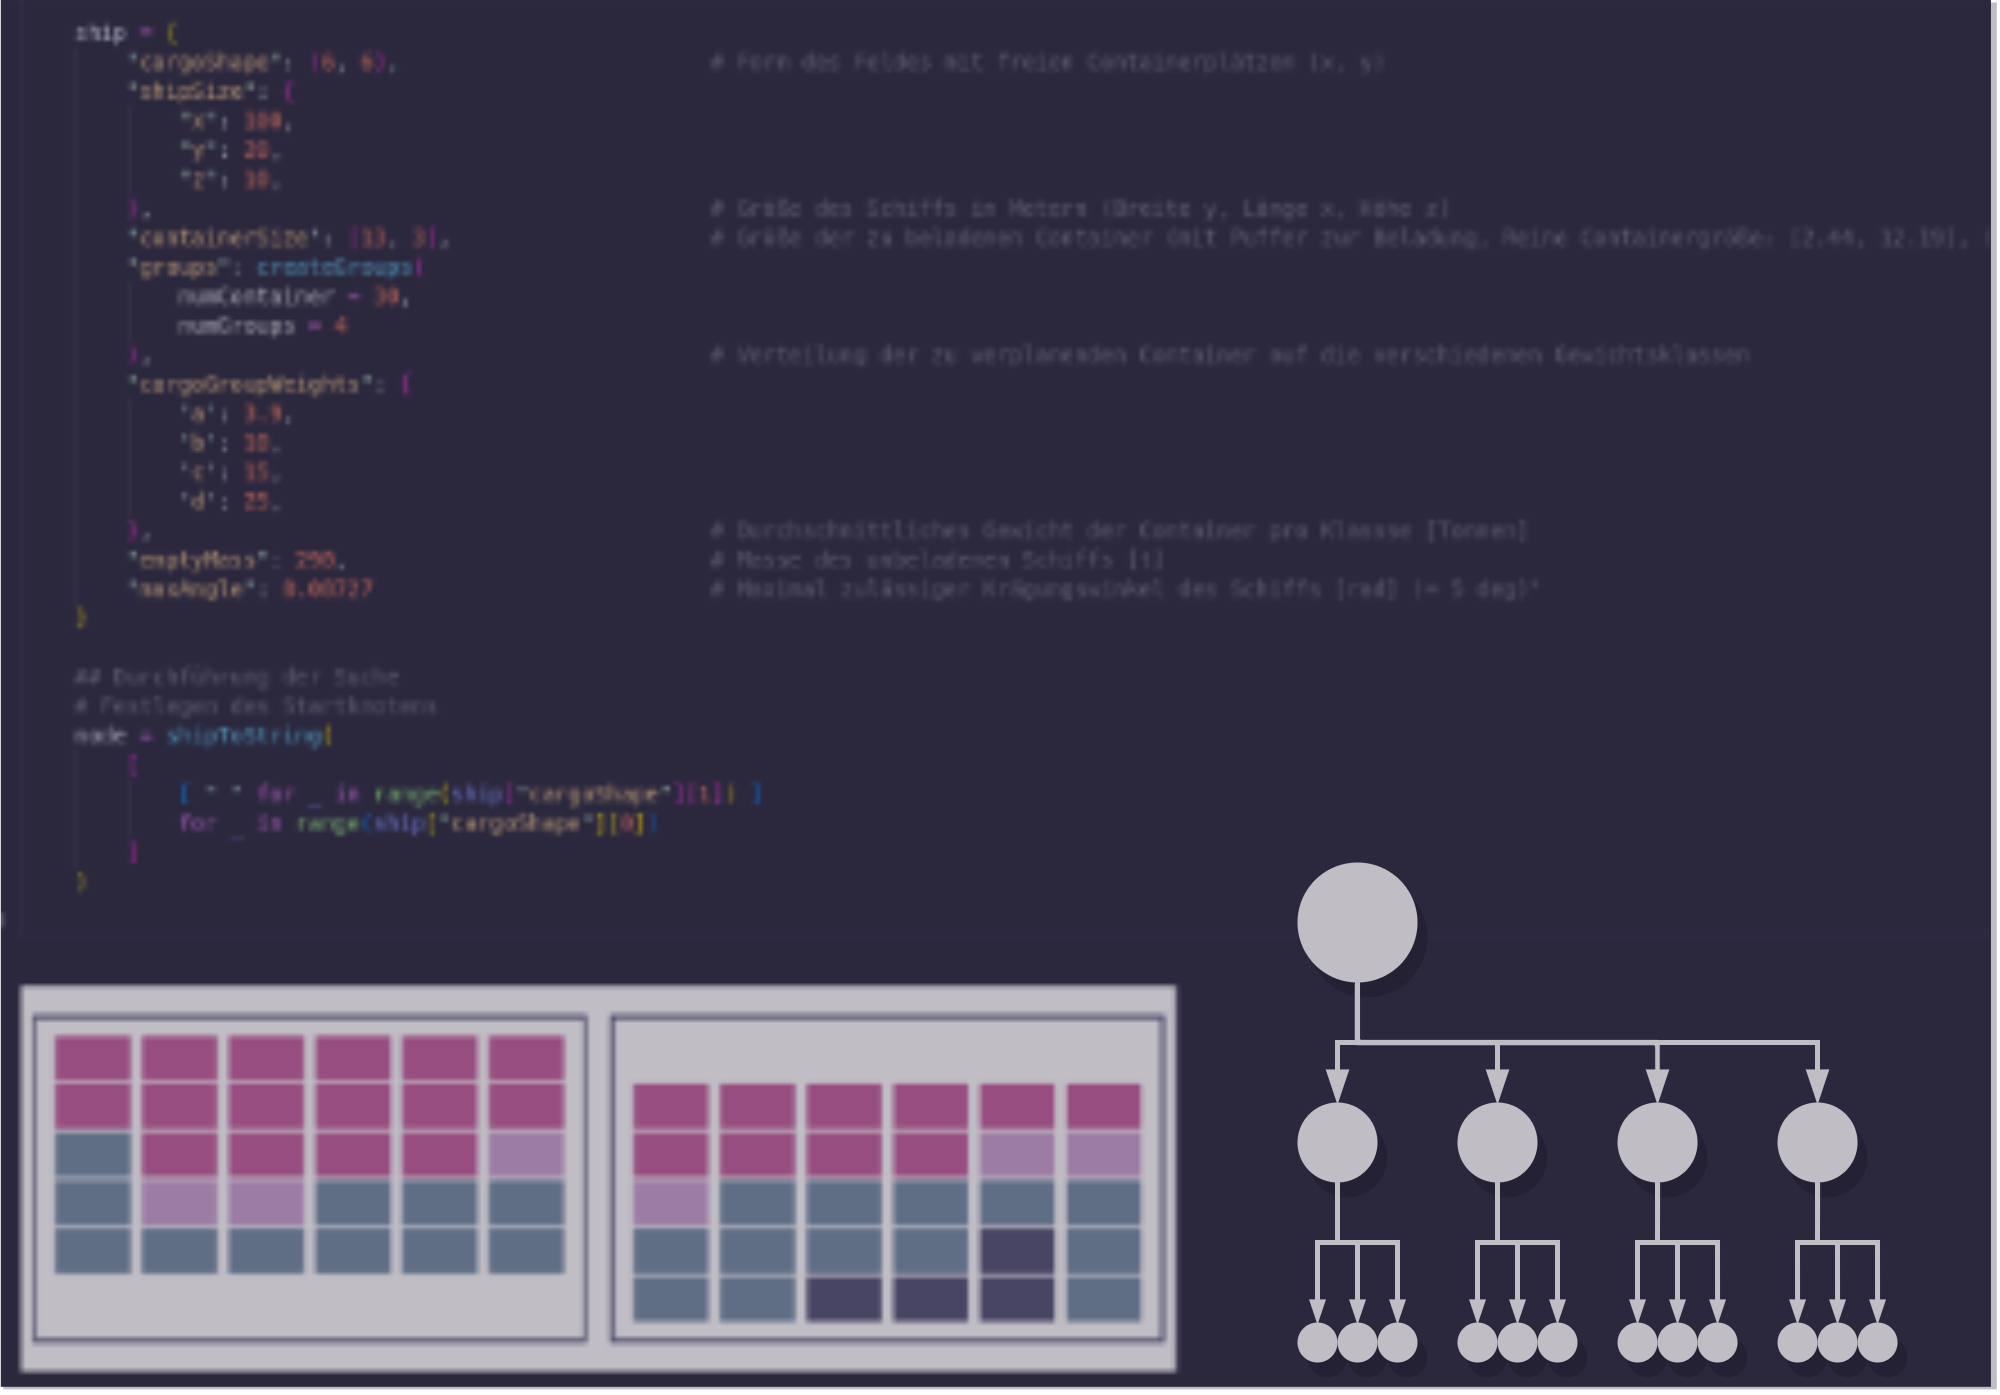 ship = {
"cargoShape": (6, 6),
# Form des Feldes mit freien Containerplätzen (x, y)
"shipSize": {
"x": 100,
"y": 20,
"z": 10,
},
# Größe des Schiffs in Metern (Breite y, Länge x, Höhe z)
"containerSize": [13, 3],
# Größe der zu beladenen Container (mit Puffer zur Beladung, Reine Containergröße: [2.44, 12.19],
"groups": createGroups(
numContainer = 30,
numGroups = 4
),
# Verteilung der zu verplanenden Container auf die verschiedenen Gewichtsklassen
"cargoGroupWeights": {
'a': 3.9,
'b': 10,
'c': 15,
'd': 25,
},
# Durchschnittliches Gewicht der Container pro Klasse [Tonnen]
"emptyMass": 290,
# Masse des unbeladenen Schiffs [t]
"maxAngle":
# Maximal zulässiger des Schiffs [rad] (= 5 deg)"
}
## Durchführung der Suche
# Festlegen des Startknotens
node = shipToString(
[
[ " " for _ in range(ship["cargoShape"][1]) ]
for _ in range(ship["cargoShape"][0])
]
)